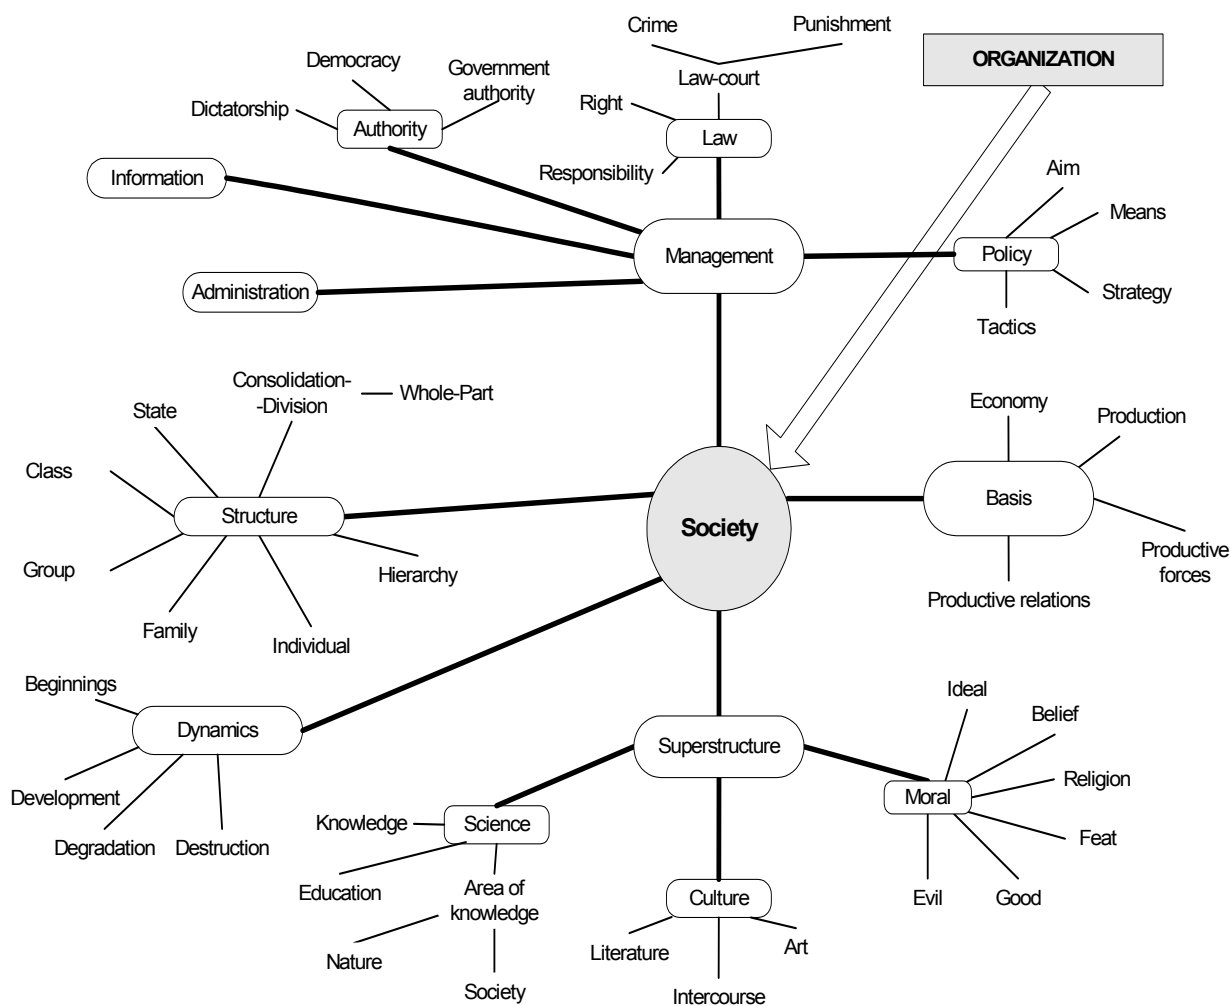 Crime
Punishment
Democracy
Government
authority
ORGANIZATION
Law-court
Dictatorship
Right
Authority
Law
Aim
Information
Responsibility
Means
Management
Policy
Administration
Strategy
Tactics
Consolidation-
-Division
Whole-Part
State
Economy
Production
Class
Structure
Basis
Society
Group
Hierarchy
Productive
forces
Productive relations
Family
Individual
Beginnings
Ideal
Belief
Dynamics
Superstructure
Religion
Development
Moral
Knowledge
Science
Feat
Degradation
Destruction
Education
Area of
knowledge
Culture
Evil
Good
Literature
Art
Nature
Society
Intercourse